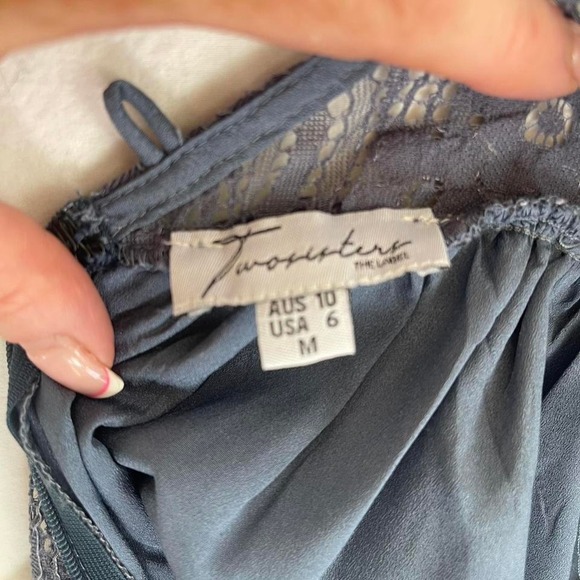 Twosisters
THE LABEL
AUS 10
USA 6
M